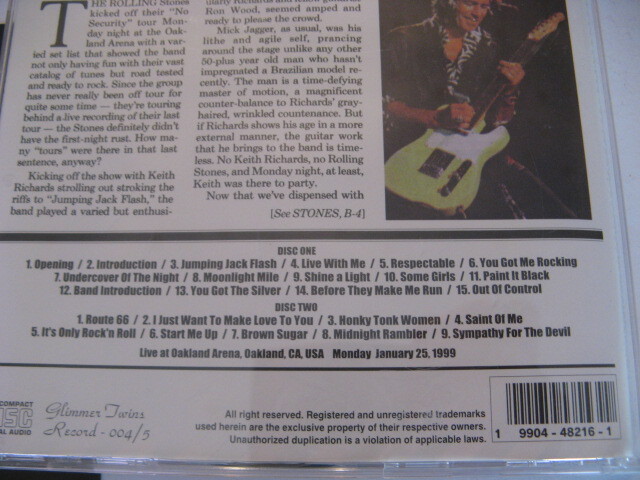 THE ROLLING Stones
kicked off their "No
Security" tour Mon-
day night at the Oak-
land Arena with a var-
ied set list that showed the band
not only having fun with their vast
catalog of tunes but road tested
and ready to rock. Since the group
has never really been off tour for
quite some time — they're touring
behind a live recording of their last
tour — the Stones definitely didn't
have the first-night rust. How ma-
ny "tours" were there in that last
sentence, anyway?
Kicking off the show with Keith
Richards strolling out stroking the
riffs to "Jumping Jack Flash," the
band played a varied but enthusi-
Ron Wood, seemed amped and
ready to please the crowd.
Mick Jagger, as usual, was his
lithe and agile self, prancing
around the stage unlike any other
50-plus year old man who hasn't
impregnated a Brazilian model re-
cently. The man is a time-defying
master of motion, a magnificent
counter-balance to Richards' gray-
haired, wrinkled countenance. But
if Richards shows his age in a more
external manner, the guitar work
that he brings to the band is time-
less. No Keith Richards, no Rolling
Stones, and Monday night, at least,
Keith was there to party.
Now that we've dispensed with
[See STONES, B-4]
DISC ONE
1. Opening / 2. Introduction / 3. Jumping Jack Flash / 4. Live With Me / 5. Respectable / 6. You Got Me Rocking
7. Undercover Of The Night / 8. Moonlight Mile / 9. Shine a Light / 10. Some Girls / 11. Paint It Black
12. Band Introduction / 13. You Got The Silver / 14. Before They Make Me Run / 15. Out Of Control
DISC TWO
1. Route 66 / 2. I Just Want To Make Love To You / 3. Honky Tonk Women / 4. Saint Of Me
5. It's Only Rock'n Roll / 6. Start Me Up / 7. Brown Sugar / 8. Midnight Rambler / 9. Sympathy For The Devil
Live at Oakland Arena, Oakland, CA, USA Monday January 25, 1999
COMPACT
DISC
AL AUDIO
Glimmer Twins
Record - 004/5
All right reserved. Registered and unregistered trademarks
used herein are the exclusive property of their respective owners.
Unauthorized duplication is a violation of applicable laws.
1 9904 - 48216 - 1